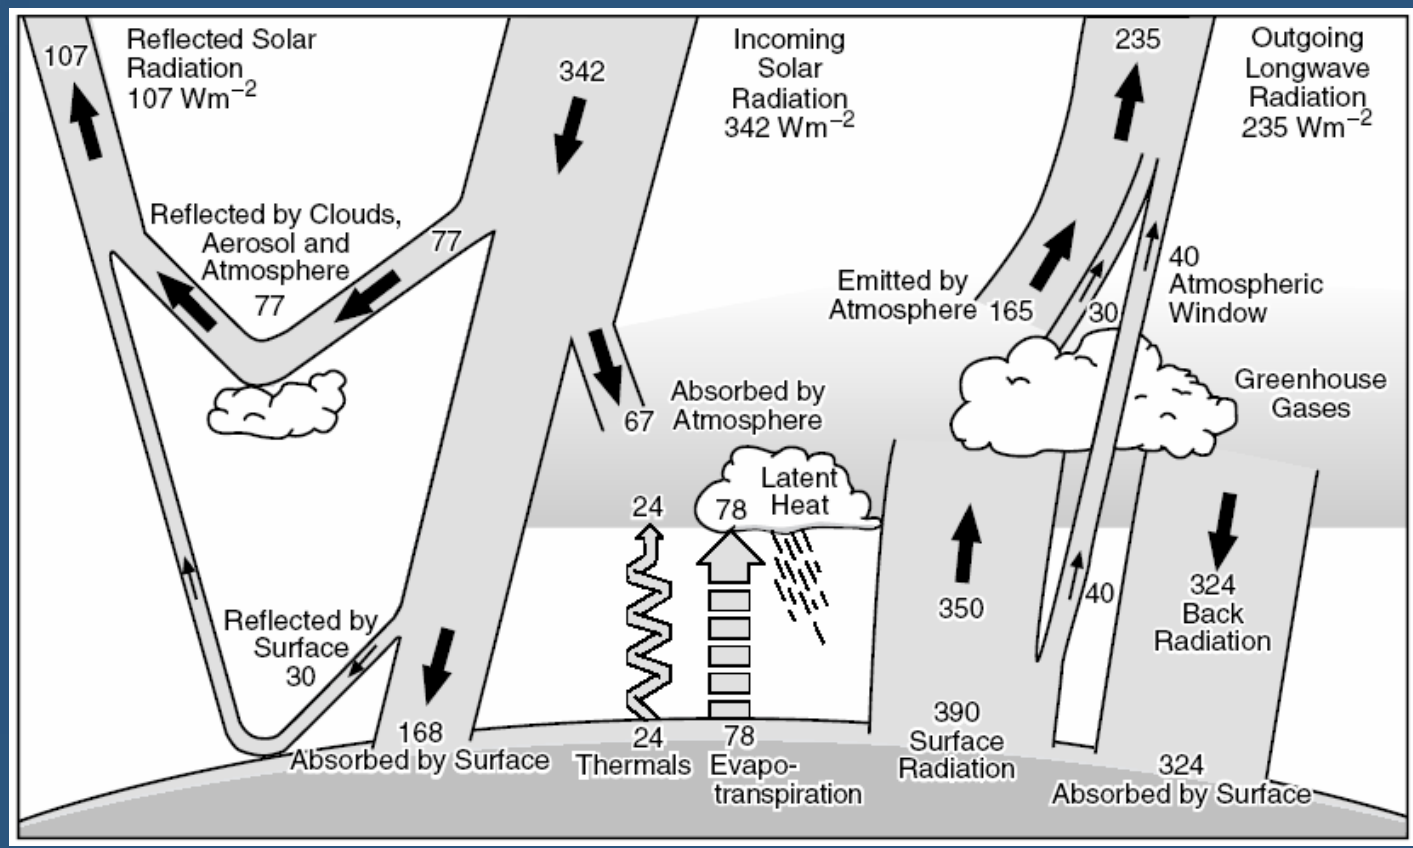 107
Reflected Solar
Radiation
107 Wm⁻²
342
Incoming
Solar
Radiation
342 Wm⁻²
235
Outgoing
Longwave
Radiation
235 Wm⁻²
Reflected by Clouds,
Aerosol and
Atmosphere
77
77
Emitted by
Atmosphere
165
30
40
Atmospheric
Window
Greenhouse
Gases
67
Absorbed by
Atmosphere
24
78
Latent
Heat
350
40
324
Back
Radiation
Reflected by
Surface
30
168
Absorbed by Surface
24
Thermals
78
Evapo-
transpiration
390
Surface
Radiation
324
Absorbed by Surface